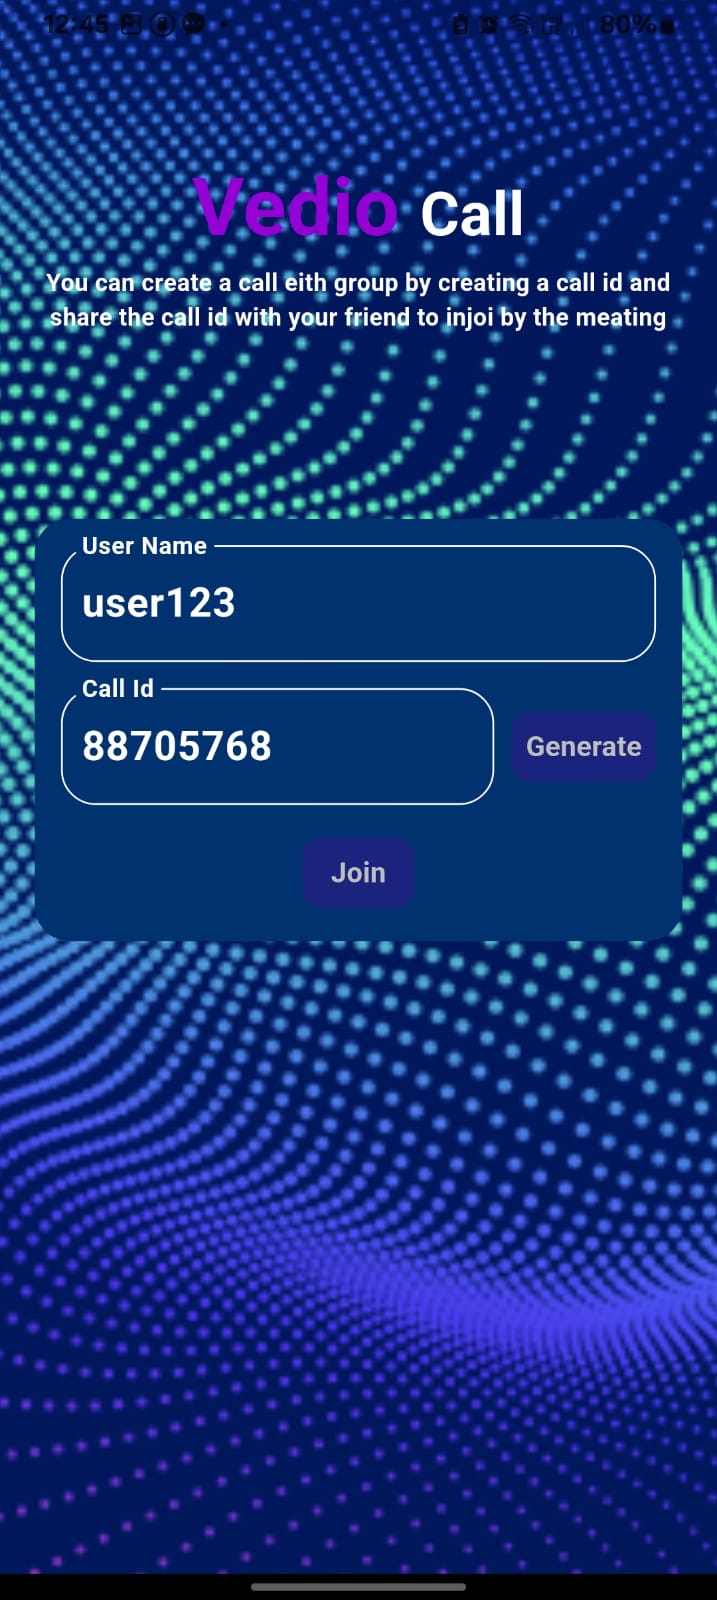 12:45 80%
Vedio Call
You can create a call eith group by creating a call id and
share the call id with your friend to injoi by the meating
User Name
user123
Call Id
88705768
Generate
Join